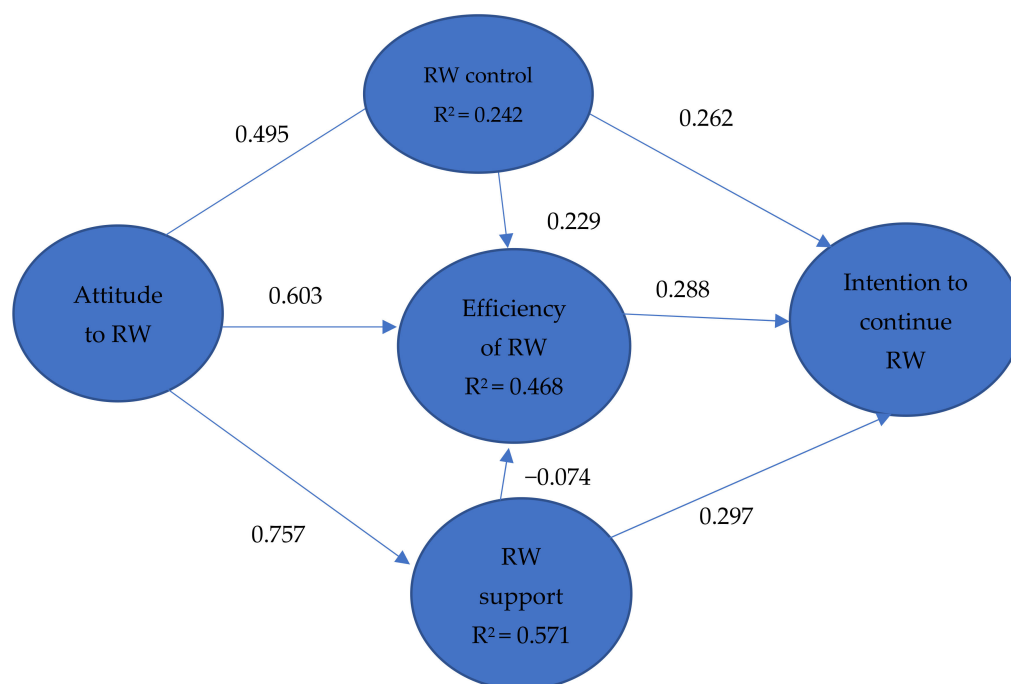 RW control
R² = 0.242
0.495
0.262
0.229
Attitude
to RW
0.603
Efficiency
of RW
R² = 0.468
0.288
Intention to
continue
RW
−0.074
0.757
0.297
RW
support
R² = 0.571